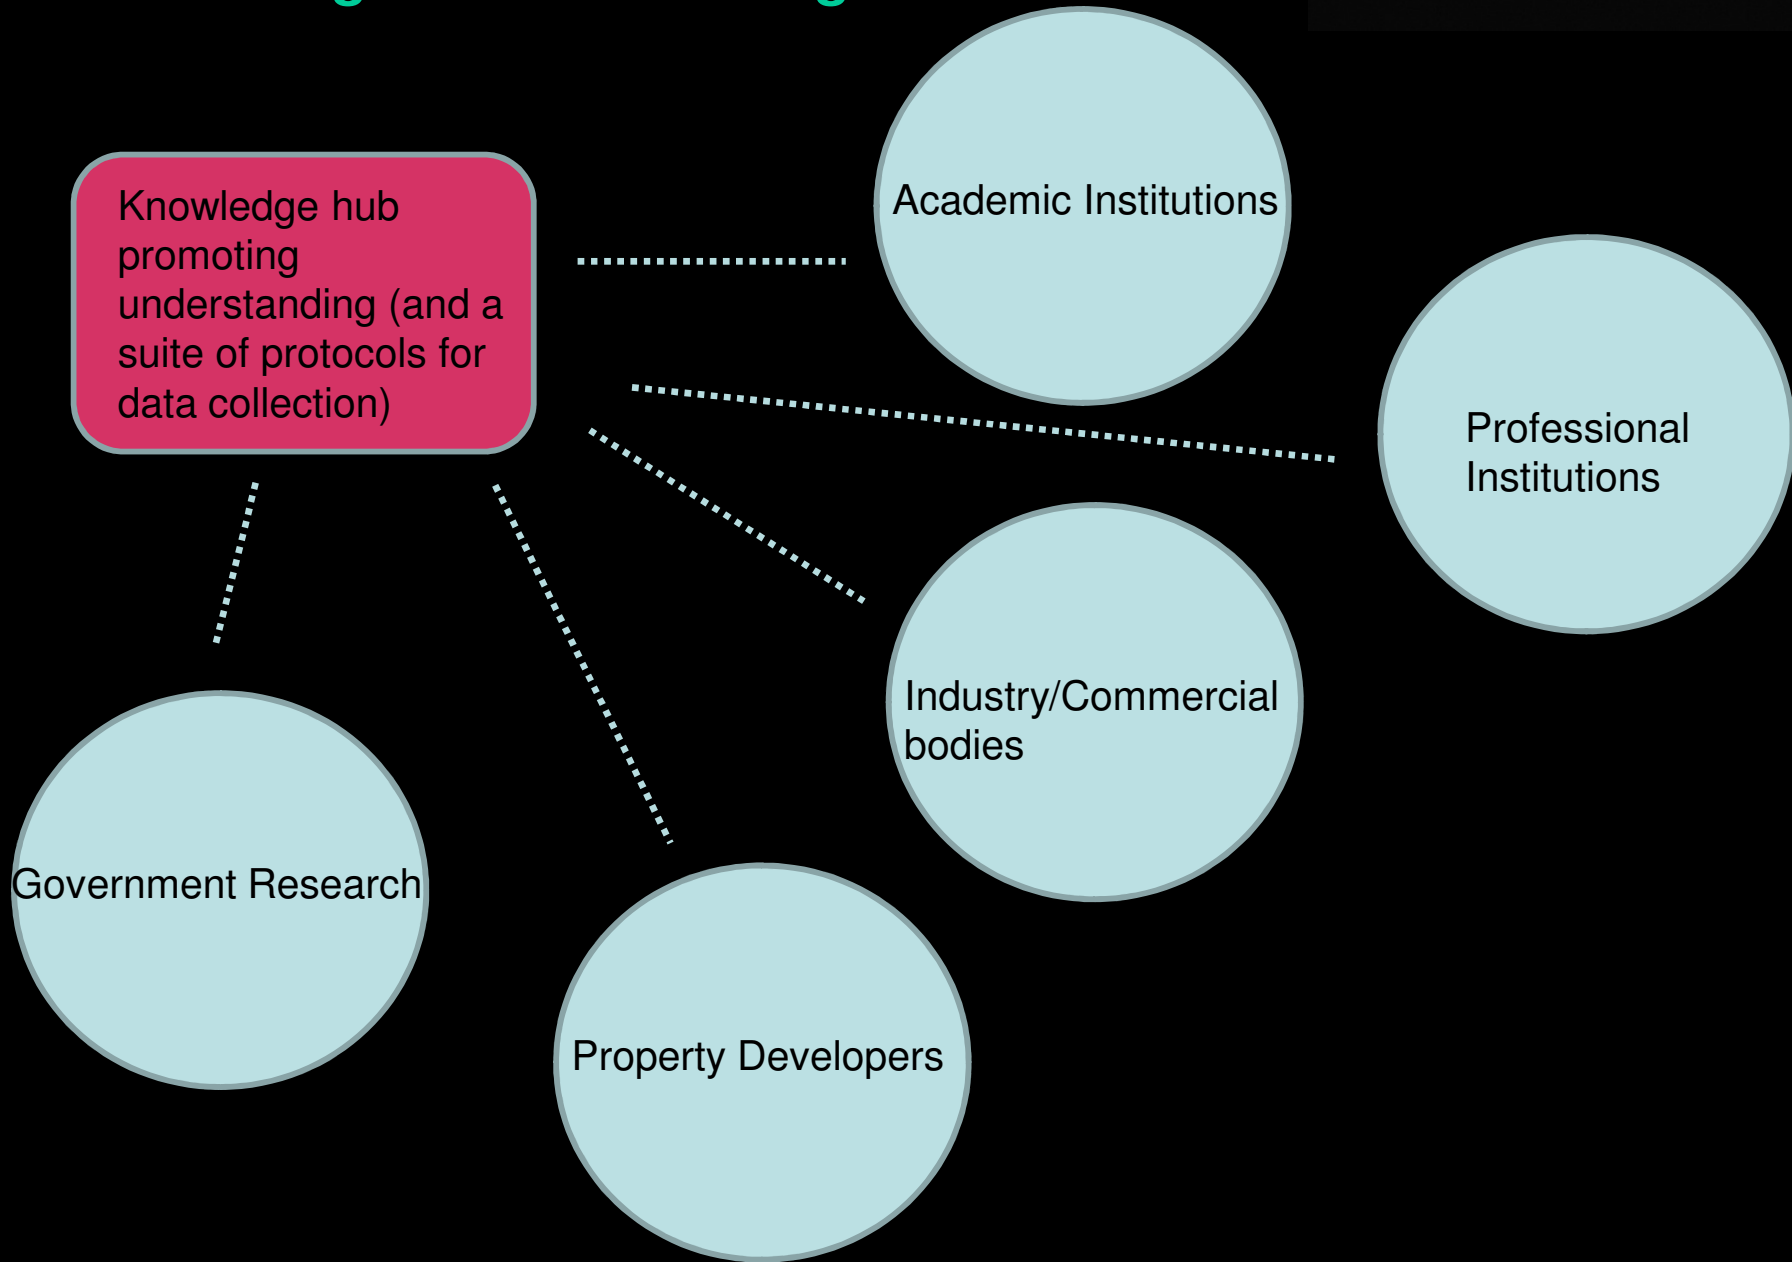 Knowledge hub
promoting
understanding (and a
suite of protocols for
data collection)
Academic Institutions
Professional
Institutions
Industry/Commercial
bodies
Government Research
Property Developers